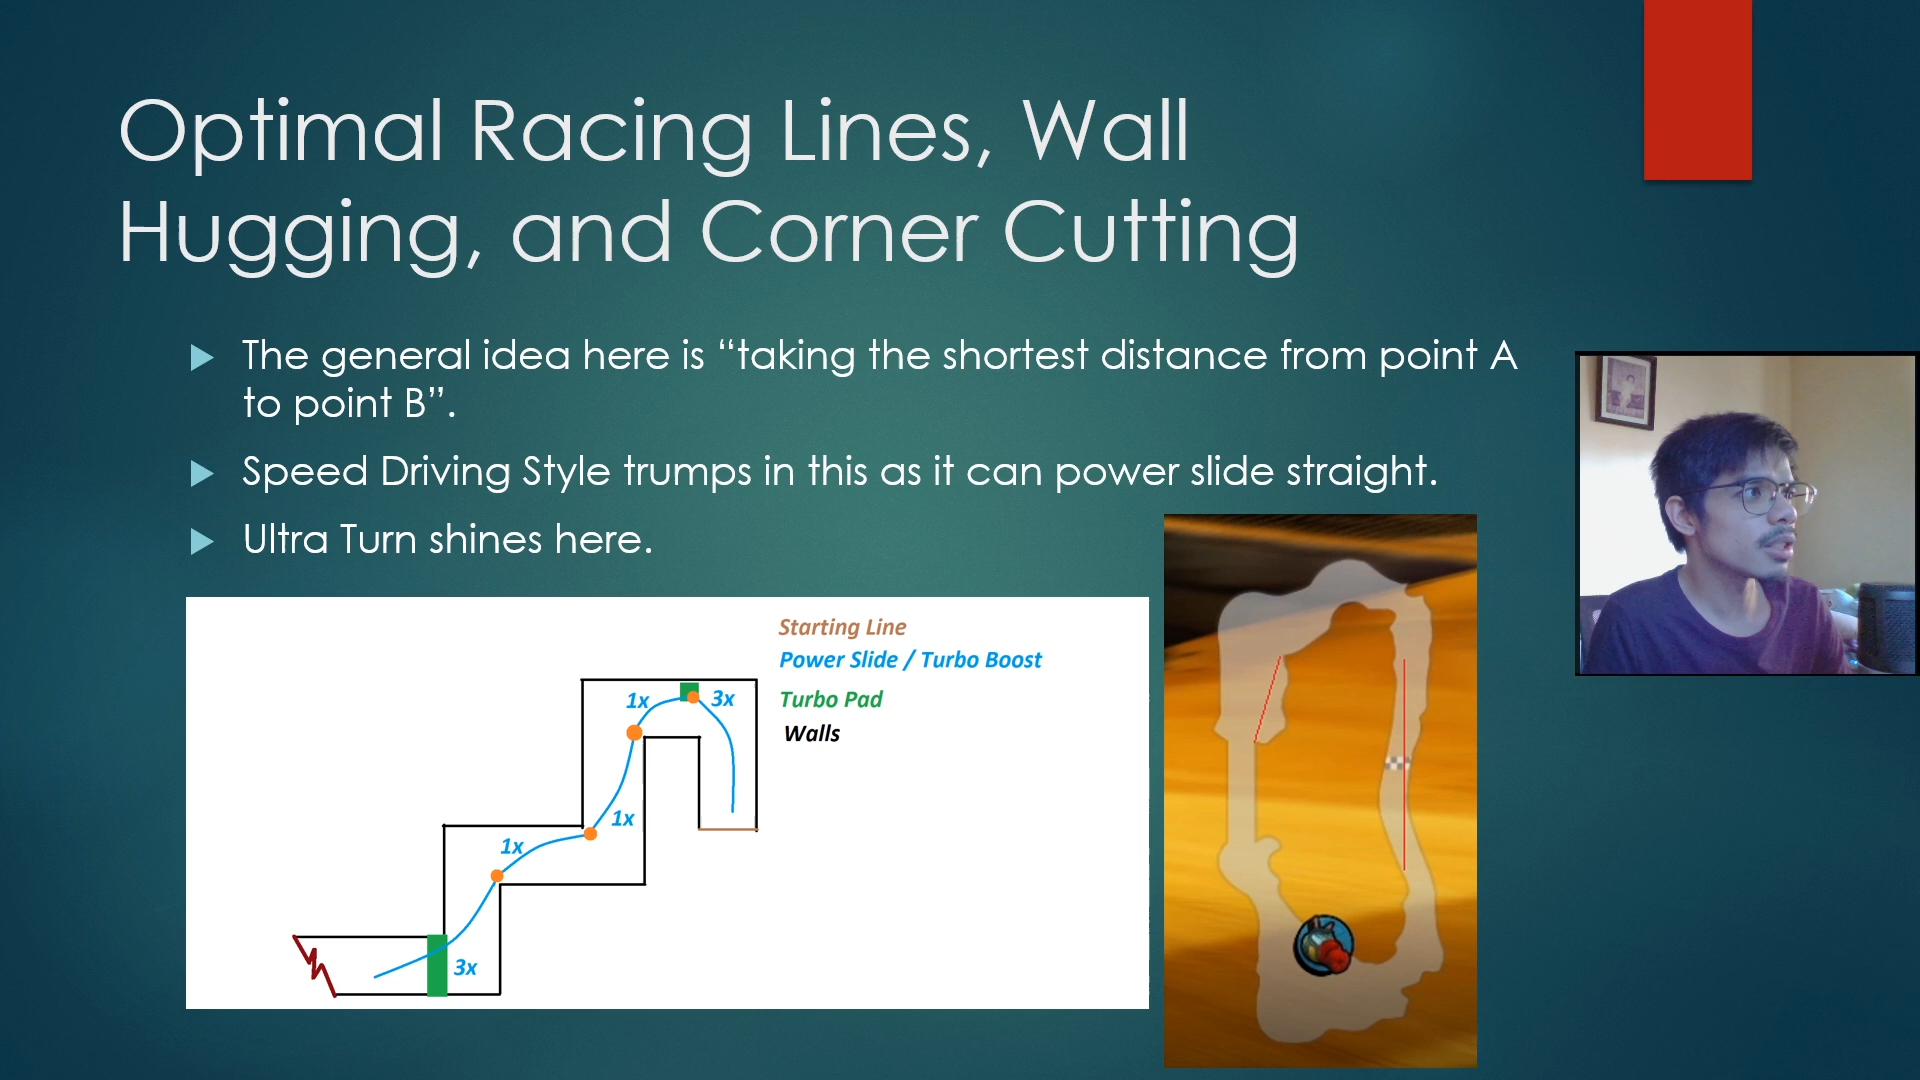 Optimal Racing Lines, Wall
Hugging, and Corner Cutting
The general idea here is “taking the shortest distance from point A
to point B”.
Speed Driving Style trumps in this as it can power slide straight.
Ultra Turn shines here.
Starting Line
Power Slide / Turbo Boost
Turbo Pad
Walls
1x
3x
1x
1x
3x